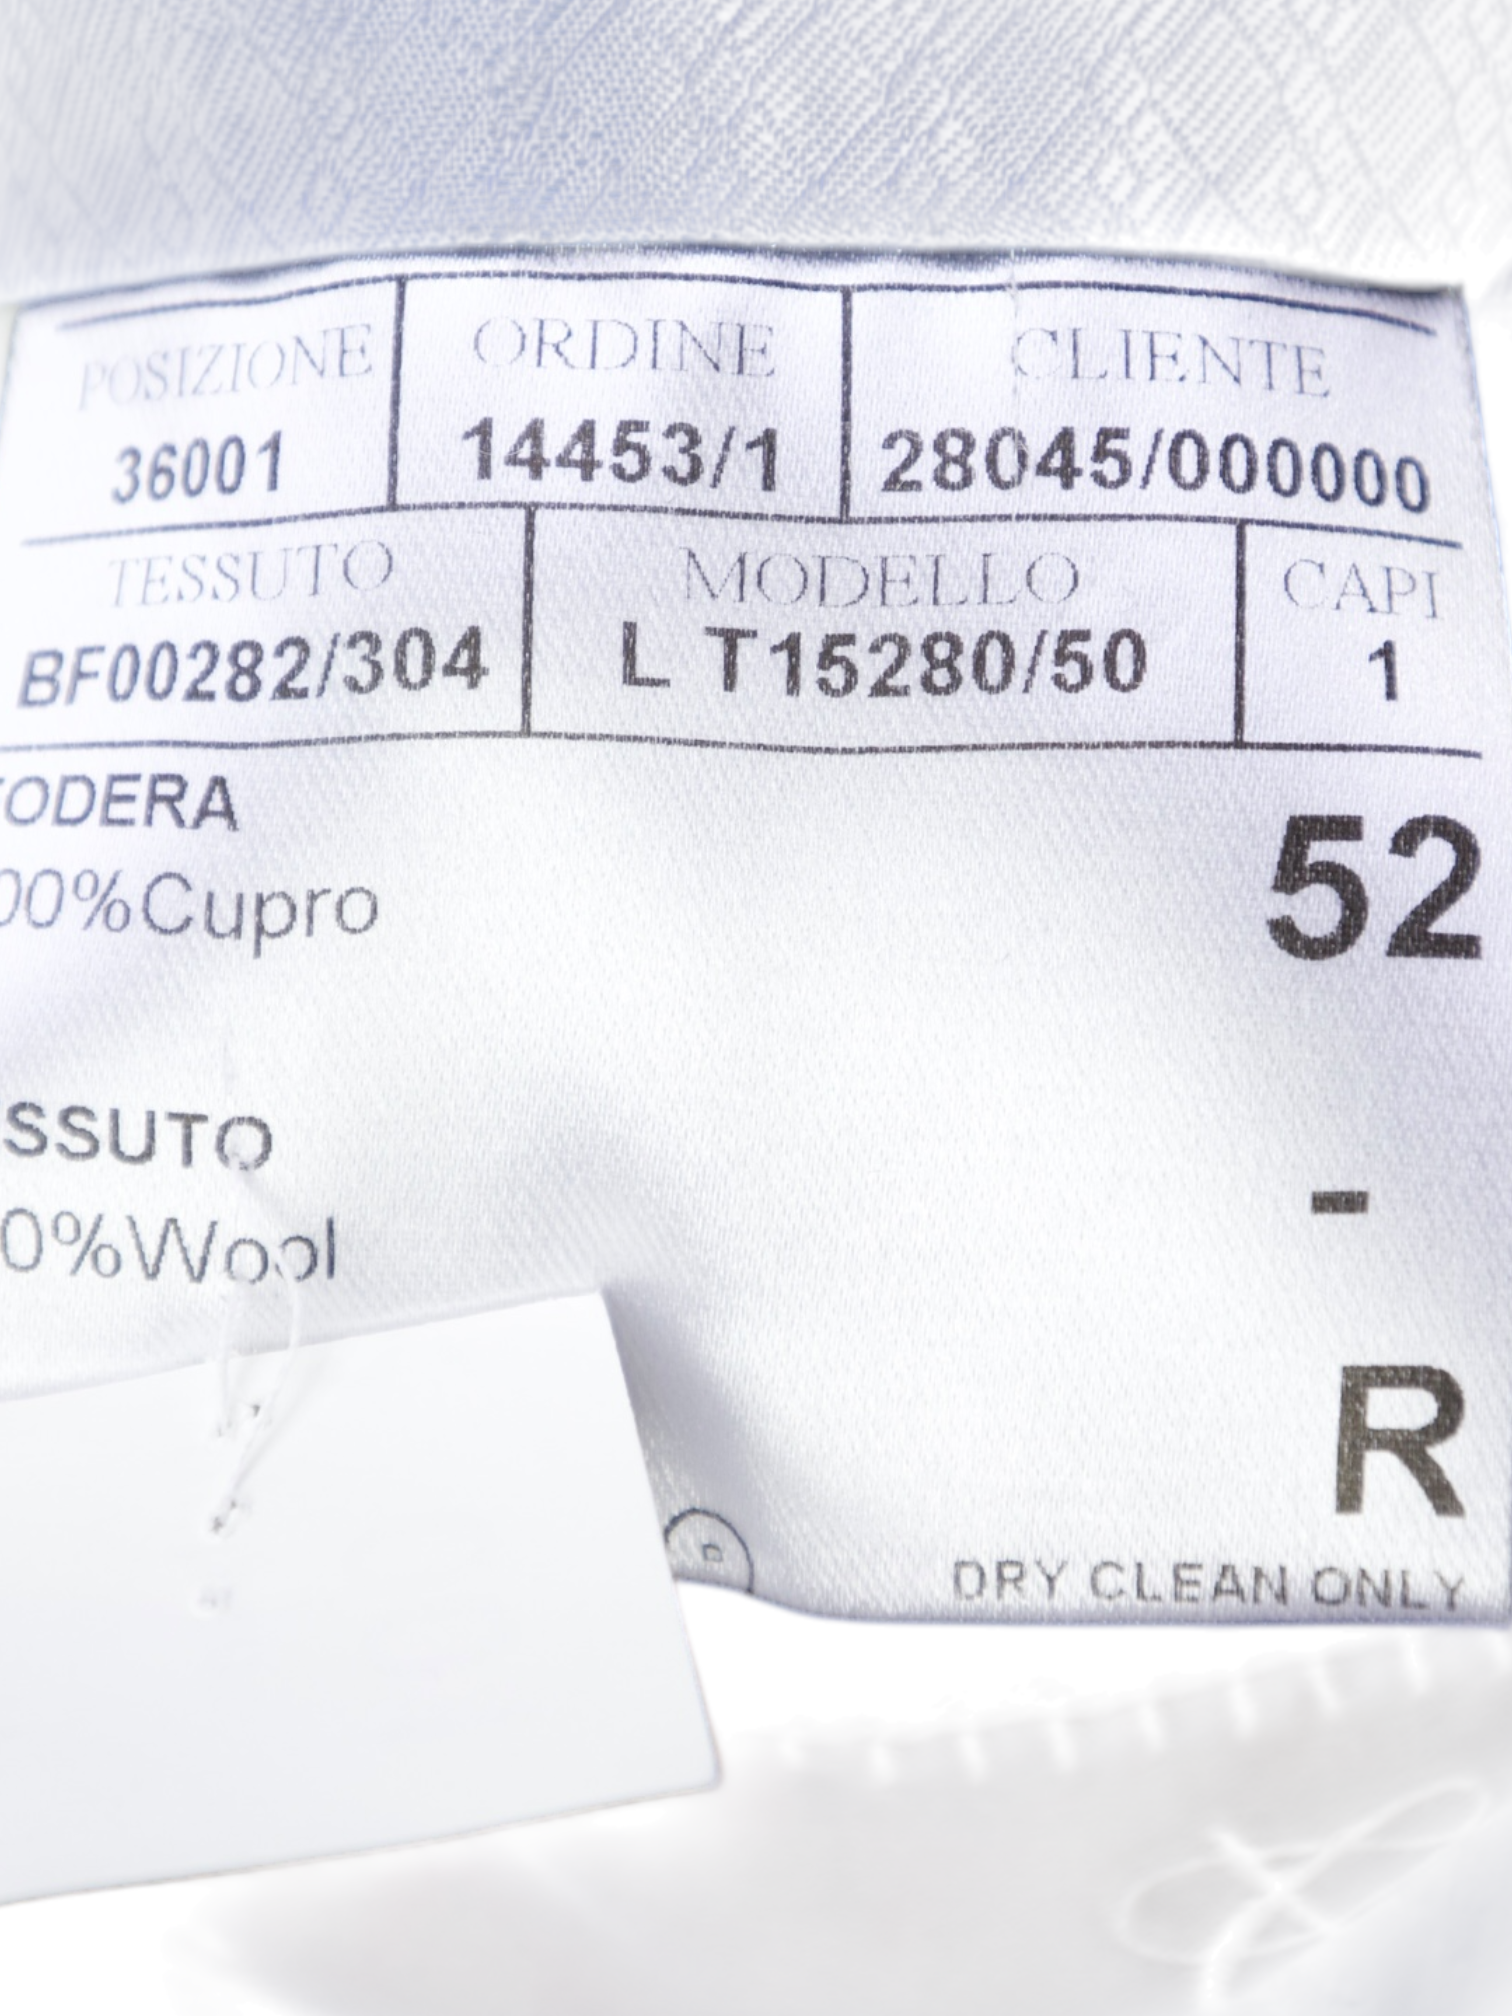 POSIZIONE ORDINE CLIENTE
36001 14453/1 28045/000000
TESSUTO MODELLO CAPI
BF00282/304 L T15280/50 1
FODERA
00%Cupro
52
SSUTO
0%Wool
-
R
DRY CLEAN ONLY